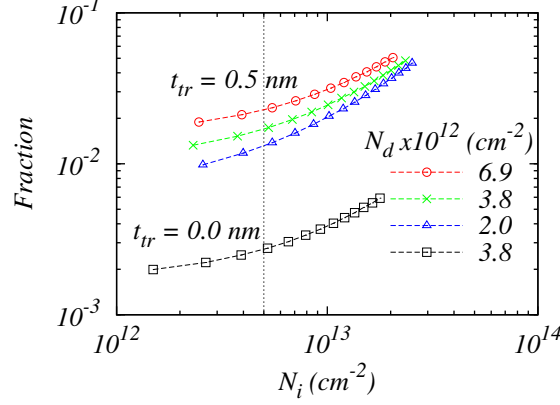 10^-1
t_tr = 0.5 nm
N_d x10^12 (cm^-2)
10^-2
6.9
3.8
2.0
3.8
Fraction
t_tr = 0.0 nm
10^-3
10^12
10^13
10^14
N_i (cm^-2)